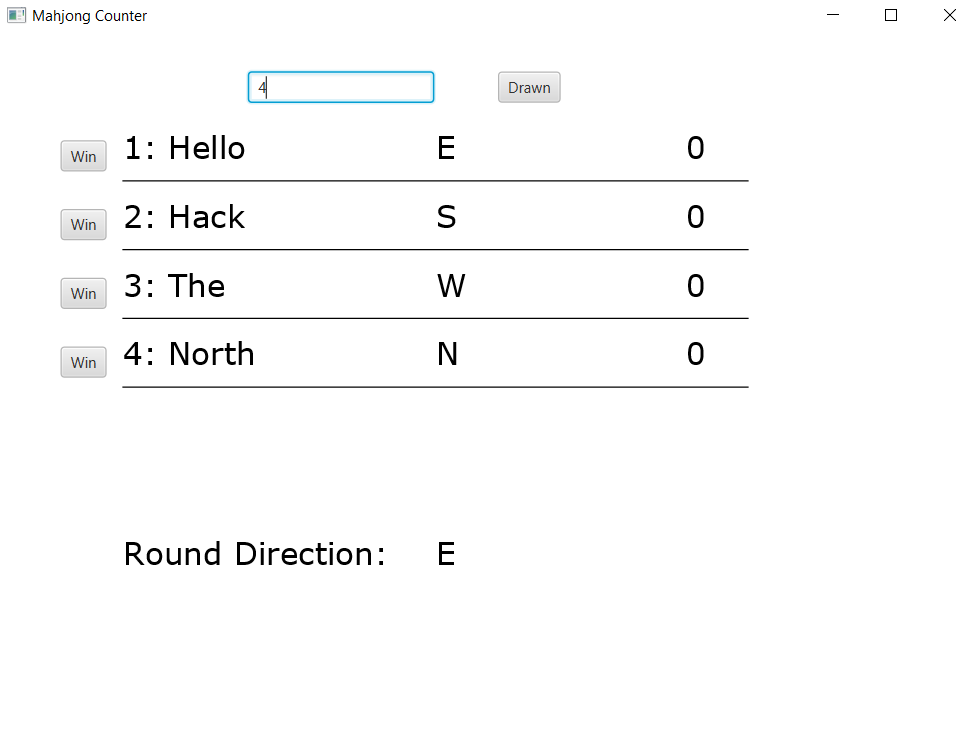 Mahjong Counter
4 Drawn
Win 1: Hello E 0
Win 2: Hack S 0
Win 3: The W 0
Win 4: North N 0
Round Direction: E